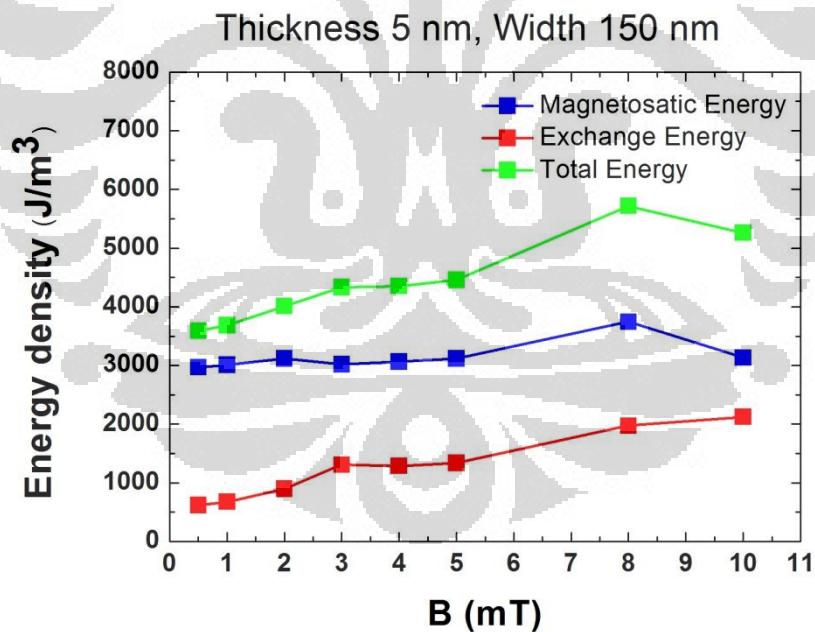 Thickness 5 nm, Width 150 nm
8000
7000
6000
5000
4000
3000
2000
1000
0
Energy density (J/m³)
Magnetosatic Energy
Exchange Energy
Total Energy
0 1 2 3 4 5 6 7 8 9 10 11
B (mT)